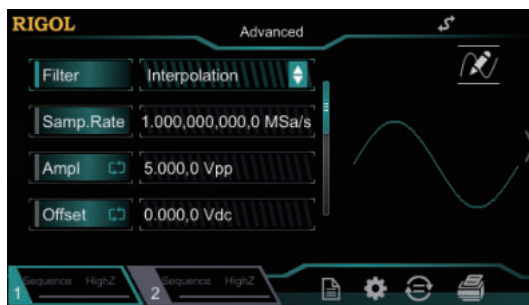 RIGOL
Advanced
Filter Interpolation
Samp.Rate 1.000,000,000,0 MSa/s
Ampl 5.000,0 Vpp
Offset 0.000,0 Vdc
1 Sequence HighZ 2 Sequence HighZ